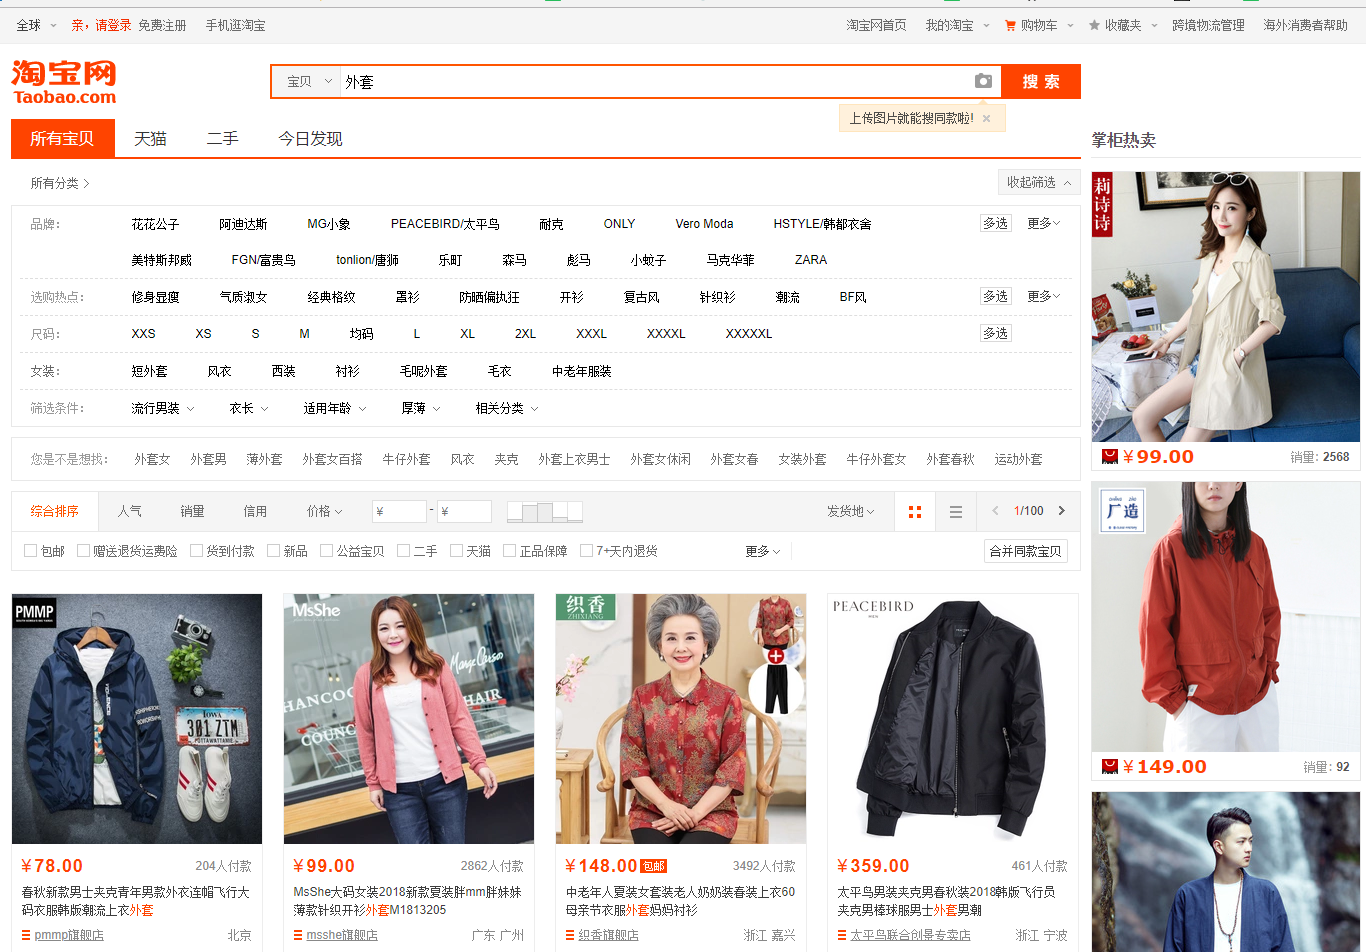 全球
亲，请登录 免费注册 手机逛淘宝
淘宝网首页 我的淘宝 购物车 收藏夹 跨境物流管理 海外消费者帮助
淘宝网
Taobao.com
宝贝 外套 搜 索
上传图片就能搜同款啦!
所有宝贝 天猫 二手 今日发现
掌柜热卖
所有分类
收起筛选
品牌: 花花公子 阿迪达斯 MG小象 PEACEBIRD/太平鸟 耐克 ONLY Vero Moda HSTYLE/韩都衣舍 多选 更多
美特斯邦威 FGN/富贵鸟 tonlion/唐狮 乐町 森马 彪马 小蚊子 马克华菲 ZARA
选购热点: 修身显瘦 气质淑女 经典格纹 罩衫 防晒偏执狂 开衫 复古风 针织衫 潮流 BF风 多选 更多
尺码: XXS XS S M 均码 L XL 2XL XXXL XXXXL XXXXXL 多选
女装: 短外套 风衣 西装 衬衫 毛呢外套 毛衣 中老年服装
筛选条件: 流行男装 衣长 适用年龄 厚薄 相关分类
您是不是想找: 外套女 外套男 薄外套 外套女百搭 牛仔外套 风衣 夹克 外套上衣男士 外套女休闲 外套女春 女装外套 牛仔外套女 外套春秋 运动外套
综合排序 人气 销量 信用 价格 ¥ - ¥ 发货地 1/100
包邮 赠送退货运费险 货到付款 新品 公益宝贝 二手 天猫 正品保障 7+天内退货 更多 合并同款宝贝
莉诗诗
¥99.00 销量: 2568
厂造
¥149.00 销量: 92
PMMP
IOWA
301 ZTM
POTTAWATTAMIE
¥78.00 204人付款
春秋新款男士夹克青年男款外衣连帽飞行大
码衣服韩版潮流上衣外套
pmmp旗舰店 北京
MsShe
HANCOC
COUNC
HAIR
¥99.00 2862人付款
MsShe大码女装2018新款夏装胖mm胖妹妹
薄款针织开衫外套M1813205
msshe旗舰店 广东 广州
织香
ZHIXIANG
¥148.00 包邮 3492人付款
中老年人夏装女套装老人奶奶装春装上衣60
母亲节衣服外套妈妈衬衫
织香旗舰店 浙江 嘉兴
PEACEBIRD
MEN
¥359.00 461人付款
太平鸟男装夹克男春秋装2018韩版飞行员
夹克男棒球服男士外套男潮
太平鸟联合创景专卖店 浙江 宁波